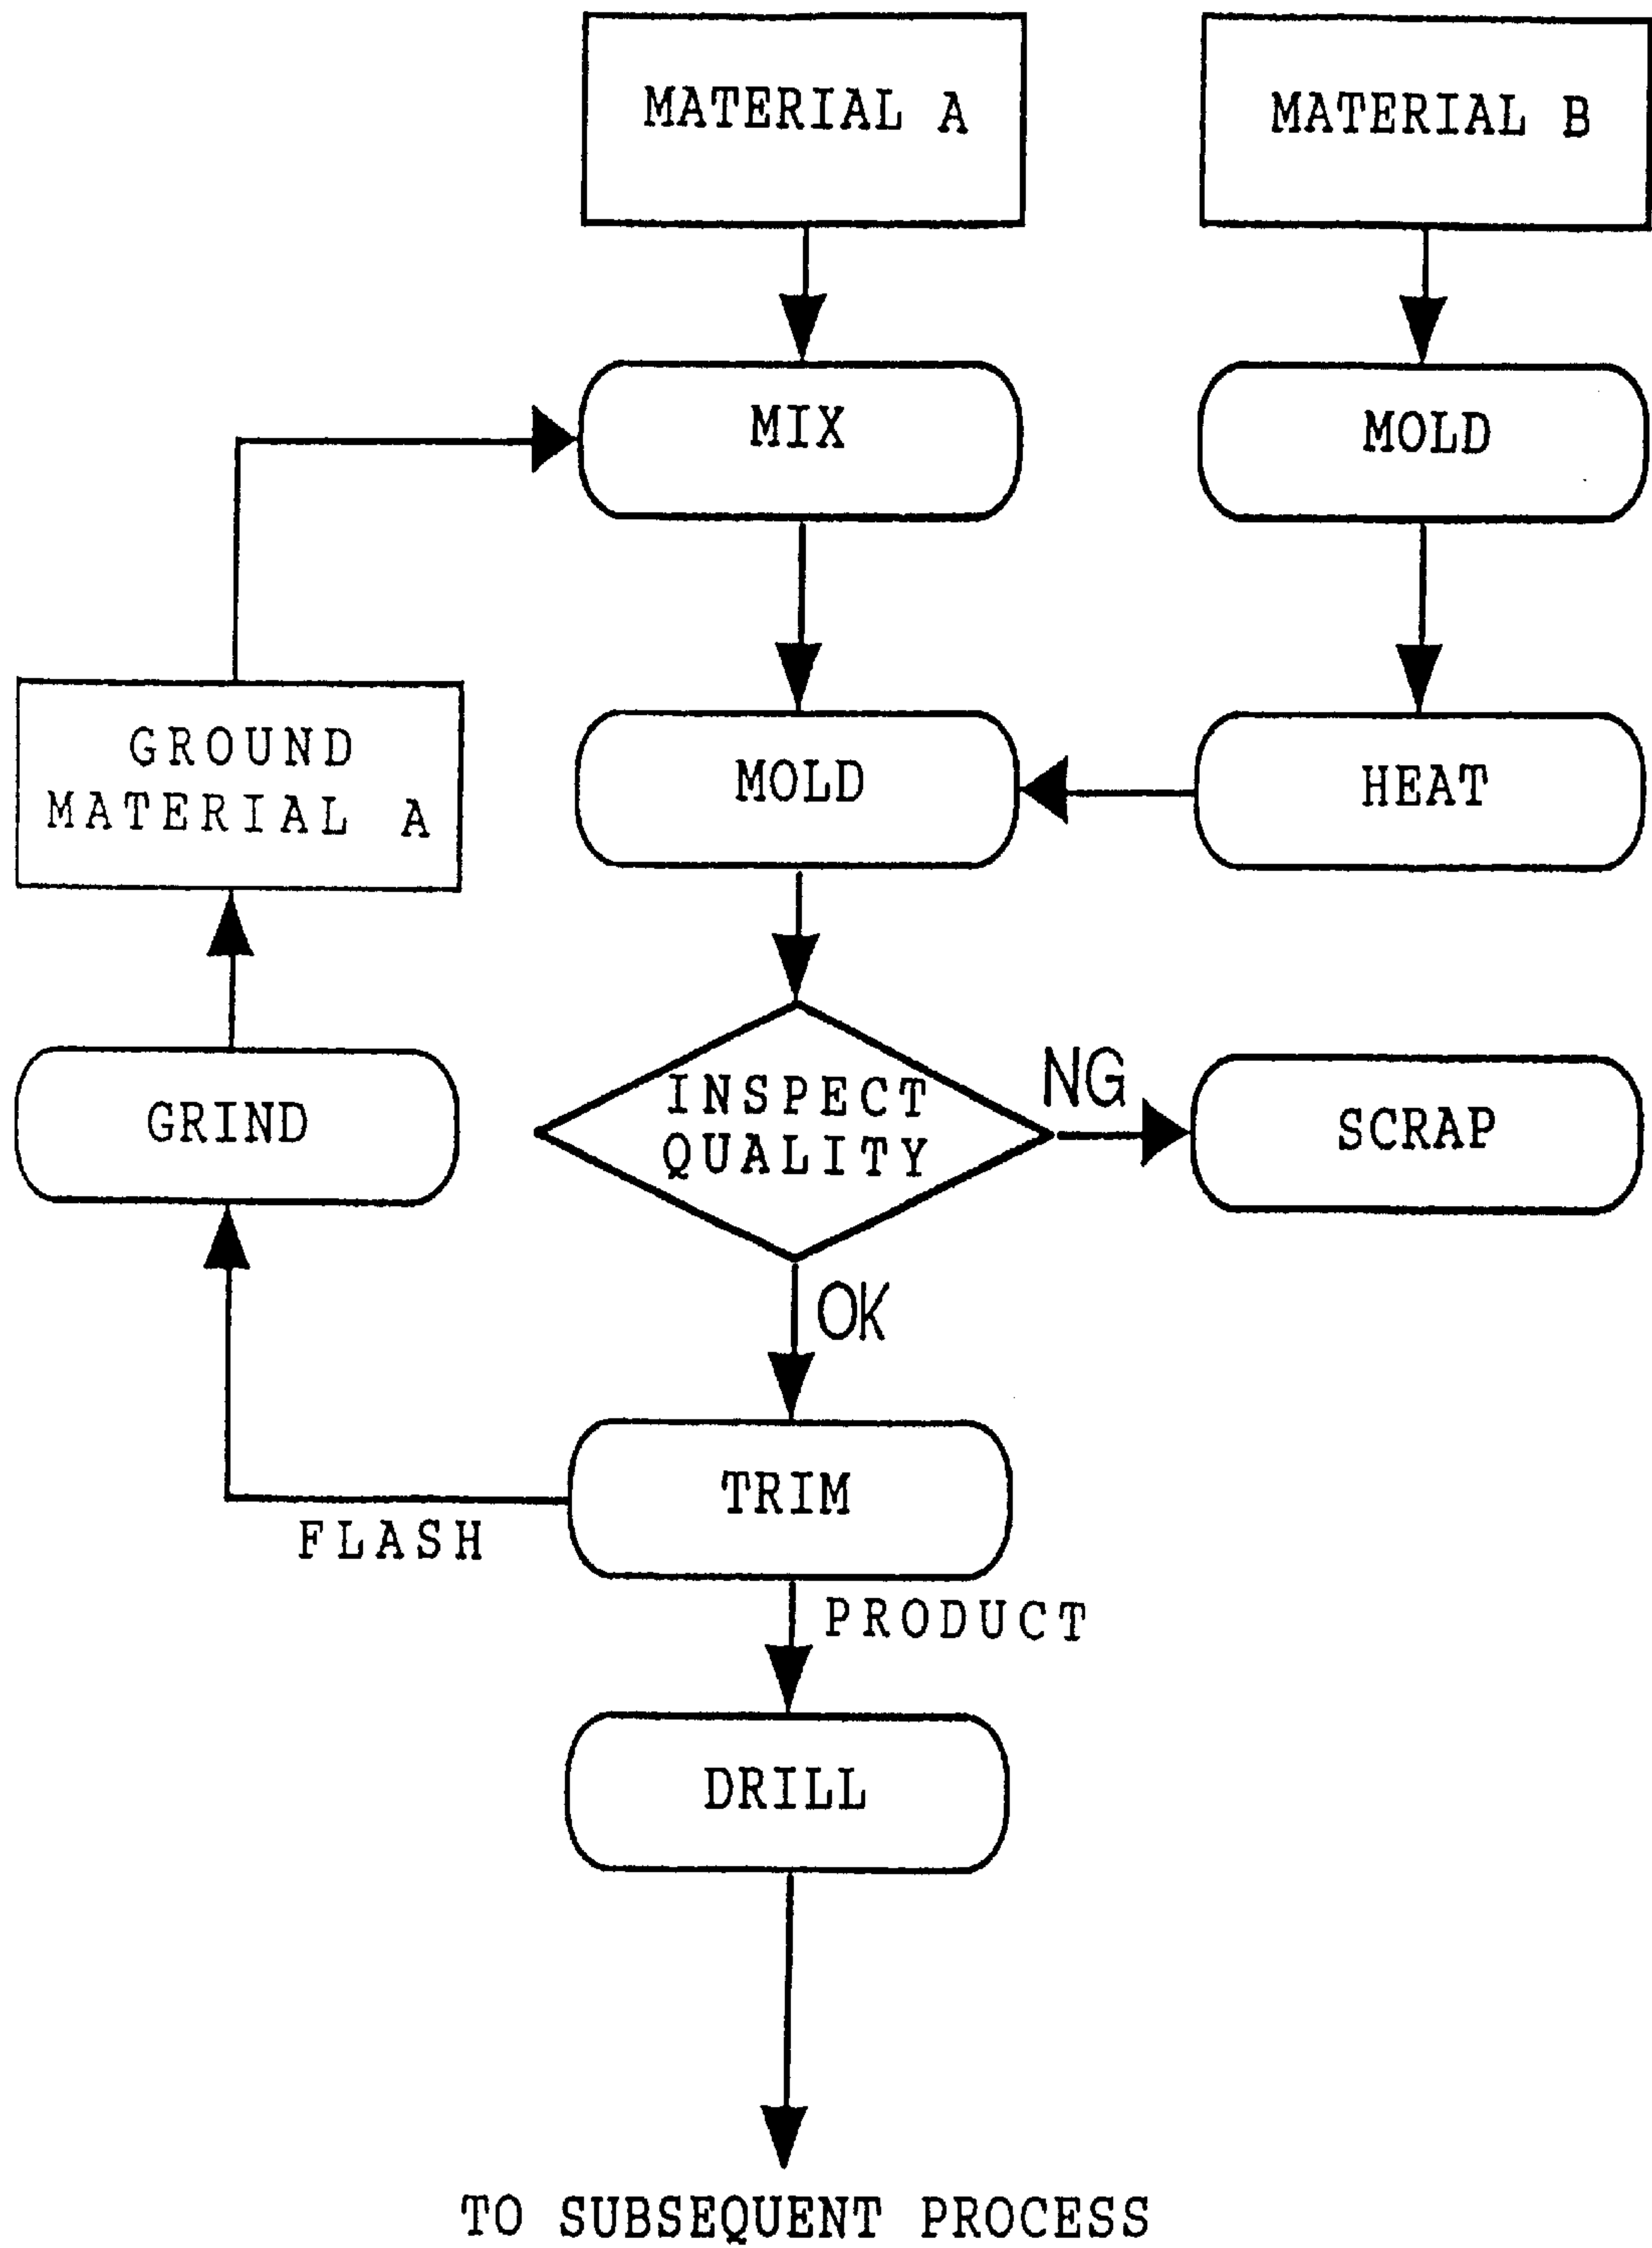 MATERIAL A
MATERIAL B
MIX
MOLD
GROUND
MATERIAL A
MOLD
HEAT
GRIND
INSPECT
QUALITY
NG
SCRAP
OK
TRIM
FLASH
PRODUCT
DRILL
TO SUBSEQUENT PROCESS